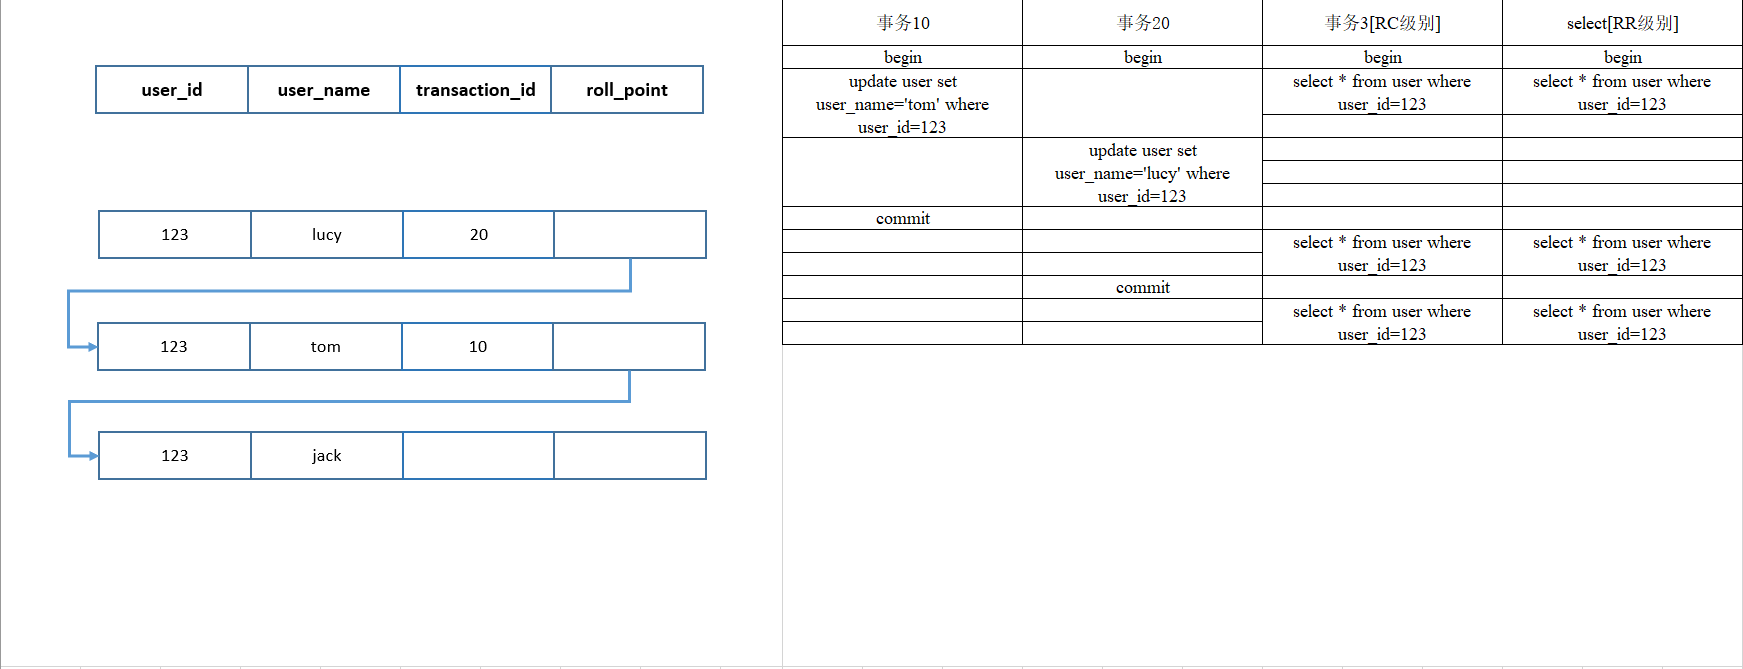 user_id user_name transaction_id roll_point
123 lucy 20
123 tom 10
123 jack
事务10 事务20 事务3[RC级别] select[RR级别]
begin begin begin begin
update user set
user_name='tom' where
user_id=123
select * from user where
user_id=123
select * from user where
user_id=123
update user set
user_name='lucy' where
user_id=123
commit
select * from user where
user_id=123
select * from user where
user_id=123
commit
select * from user where
user_id=123
select * from user where
user_id=123